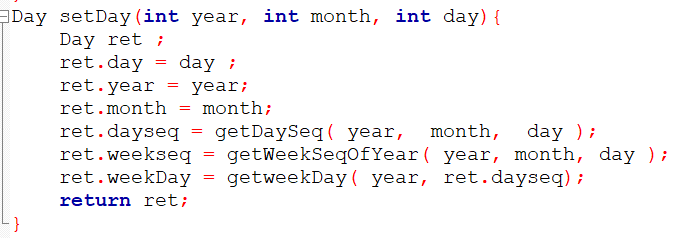 Day setDay(int year, int month, int day){
    Day ret ;
    ret.day = day ;
    ret.year = year;
    ret.month = month;
    ret.dayseq = getDaySeq( year,  month,  day );
    ret.weekseq = getWeekSeqOfYear( year, month, day );
    ret.weekDay = getweekDay( year, ret.dayseq);
    return ret;
}